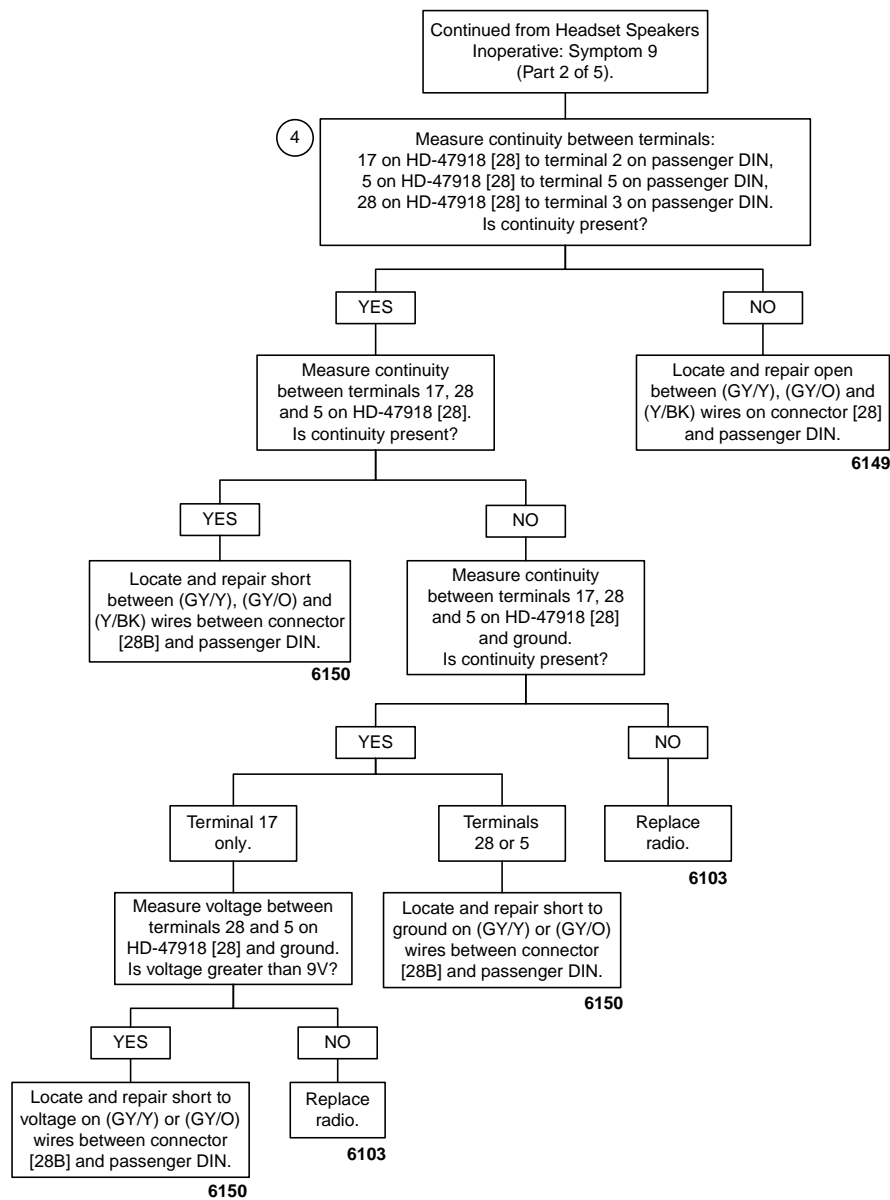 Continued from Headset Speakers
Inoperative: Symptom 9
(Part 2 of 5).
4
Measure continuity between terminals:
17 on HD-47918 [28] to terminal 2 on passenger DIN,
5 on HD-47918 [28] to terminal 5 on passenger DIN,
28 on HD-47918 [28] to terminal 3 on passenger DIN.
Is continuity present?
YES
NO
Measure continuity
between terminals 17, 28
and 5 on HD-47918 [28].
Is continuity present?
Locate and repair open
between (GY/Y), (GY/O) and
(Y/BK) wires on connector [28]
and passenger DIN.
6149
YES
NO
Locate and repair short
between (GY/Y), (GY/O) and
(Y/BK) wires between connector
[28B] and passenger DIN.
6150
Measure continuity
between terminals 17, 28
and 5 on HD-47918 [28]
and ground.
Is continuity present?
YES
NO
Terminal 17
only.
Terminals
28 or 5
Replace
radio.
6103
Measure voltage between
terminals 28 and 5 on
HD-47918 [28] and ground.
Is voltage greater than 9V?
Locate and repair short to
ground on (GY/Y) or (GY/O)
wires between connector
[28B] and passenger DIN.
6150
YES
NO
Locate and repair short to
voltage on (GY/Y) or (GY/O)
wires between connector
[28B] and passenger DIN.
6150
Replace
radio.
6103